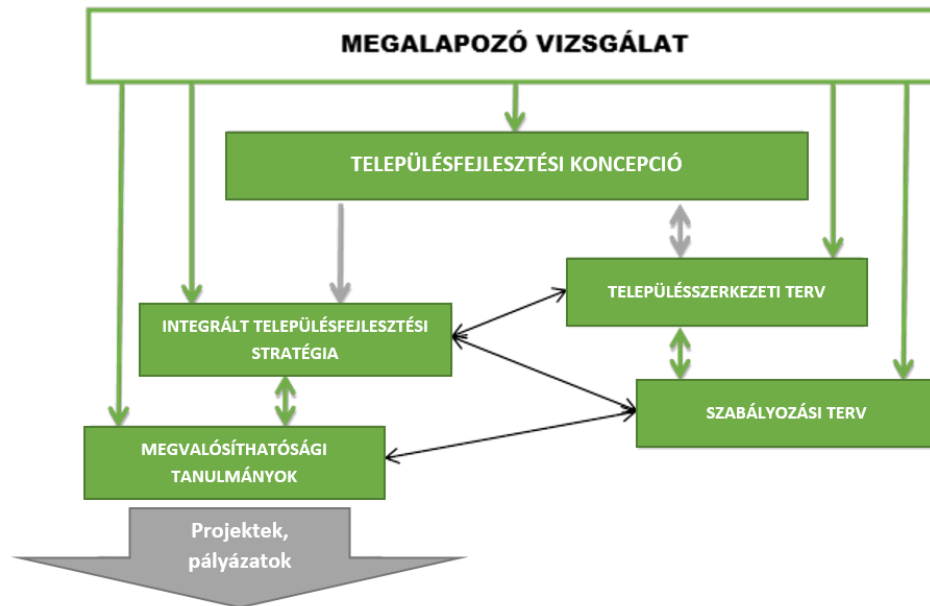 MEGALAPOZÓ VIZSGÁLAT
TELEPÜLÉSFEJLESZTÉSI KONCEPCIÓ
TELEPÜLÉSSZERKEZETI TERV
INTEGRÁLT TELEPÜLÉSFEJLESZTÉSI
STRATÉGIA
SZABÁLYOZÁSI TERV
MEGVALÓSÍTHATÓSÁGI
TANULMÁNYOK
Projektek,
pályázatok